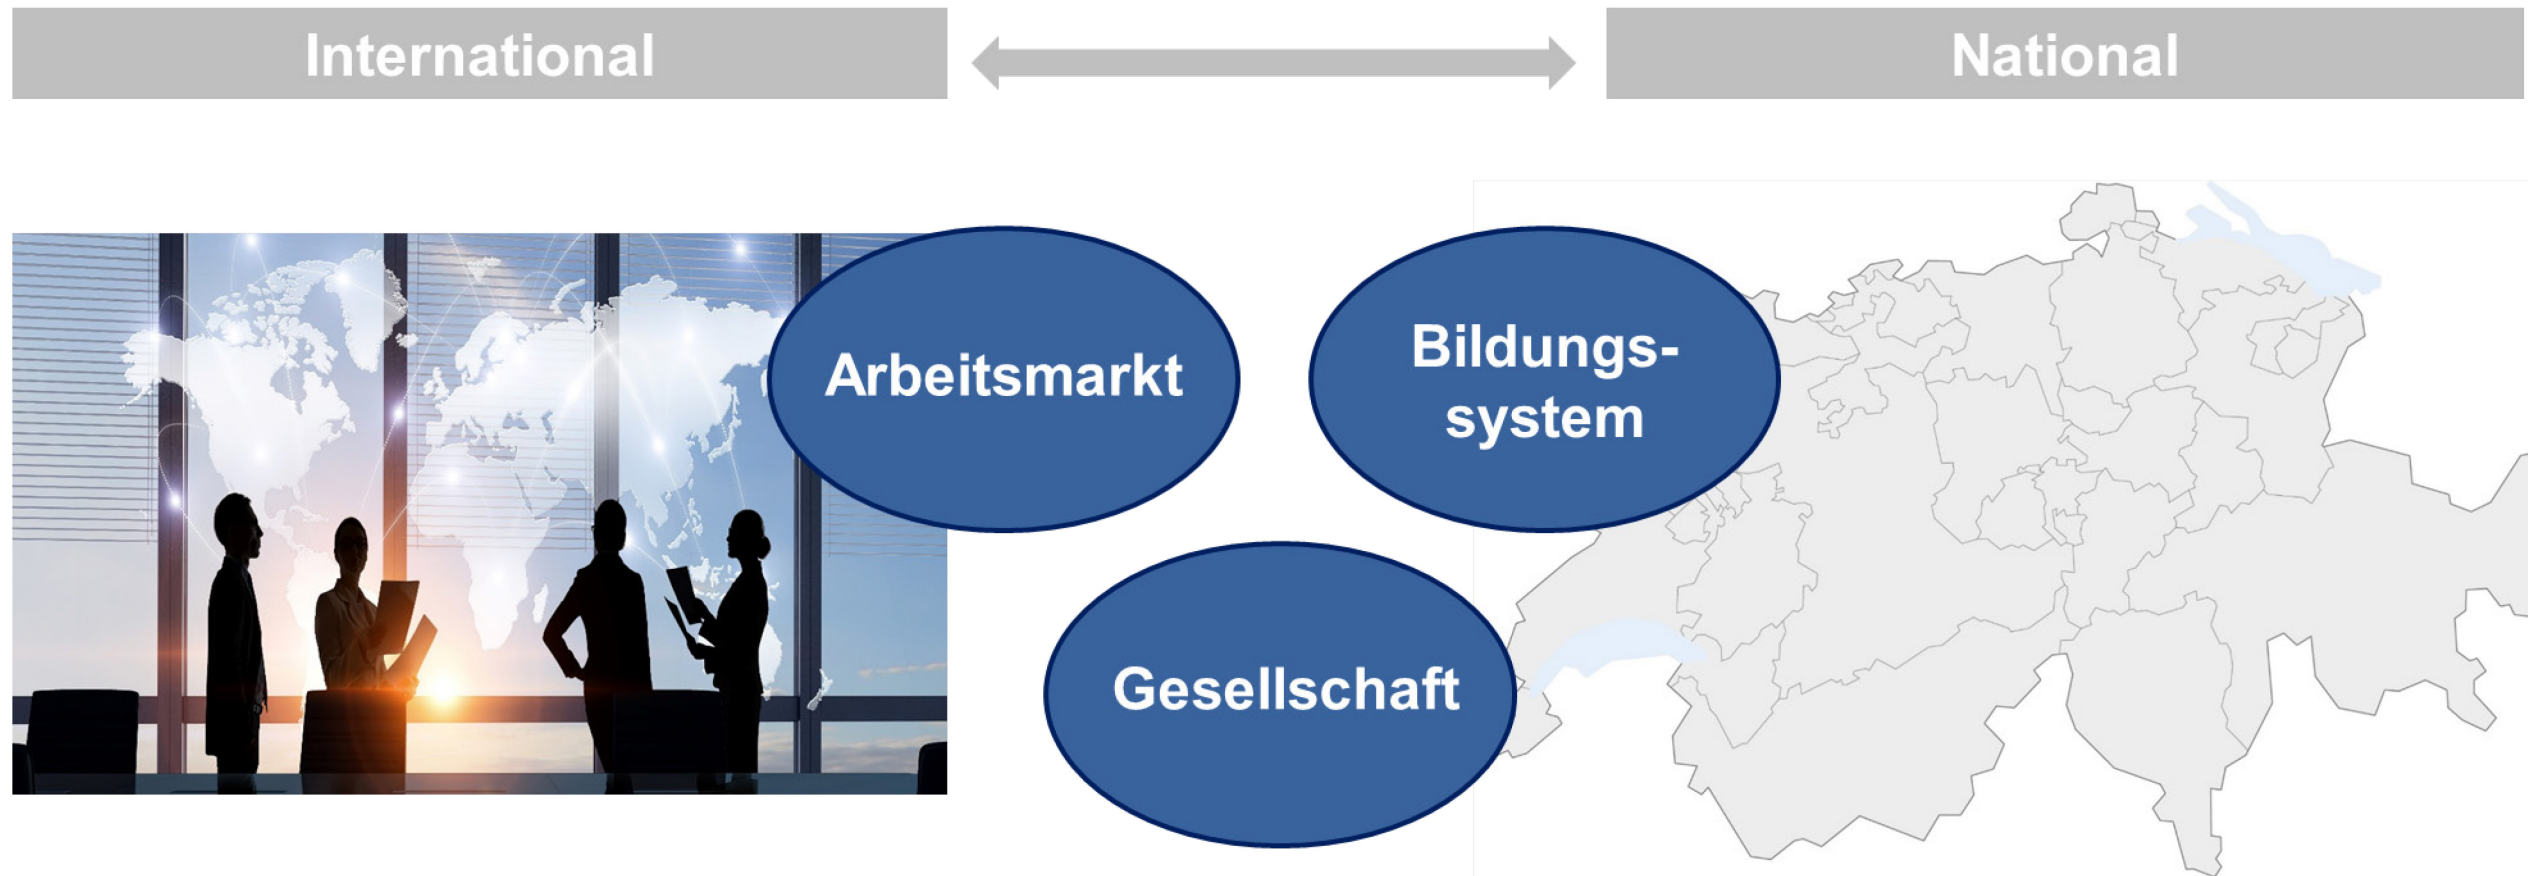 International
National
Arbeitsmarkt
Bildungs-
system
Gesellschaft